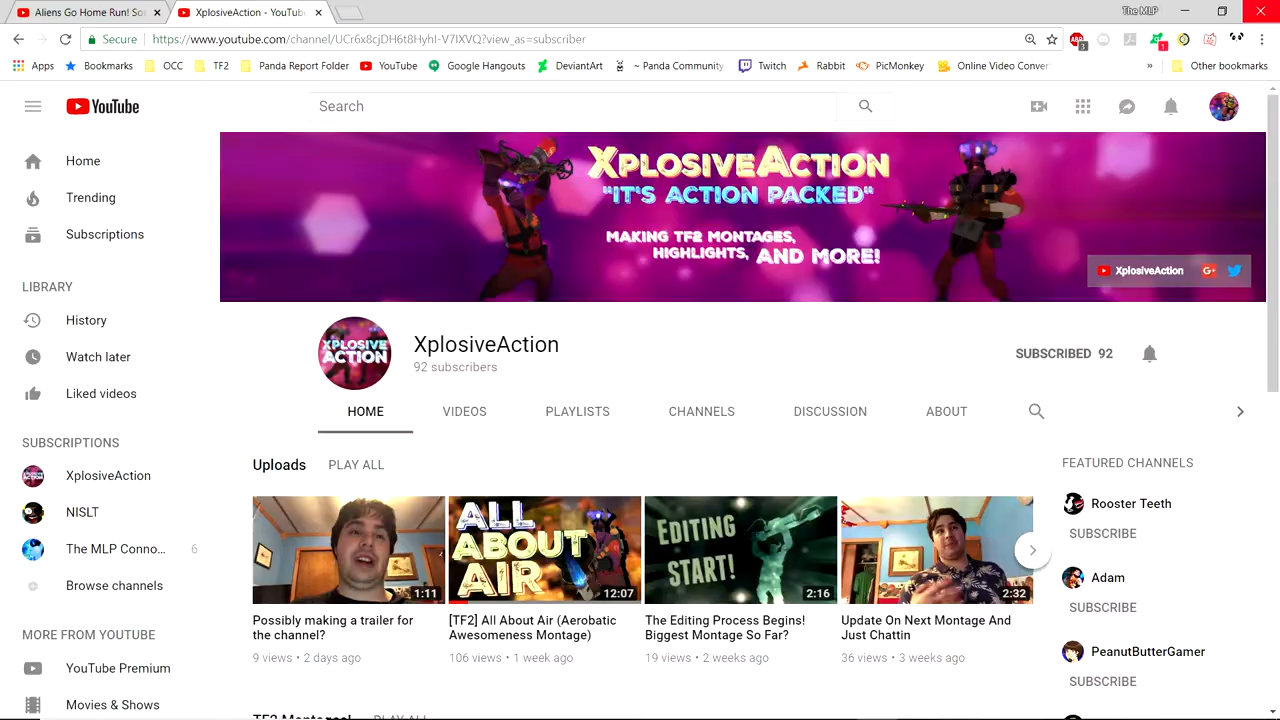 Aliens Go Home Run! So
XplosiveAction - YouTube
The MLP
Secure
https://www.youtube.com/channel/UCr6x8cjDH6t8HyhI-V7IXVQ?view_as=subscriber
ABP
3
1
Apps
Bookmarks
OCC
TF2
Panda Report Folder
YouTube
Google Hangouts
DeviantArt
~ Panda Community
Twitch
Rabbit
PicMonkey
Online Video Conver
»
Other bookmarks
YouTube
Search
XPLOSIVEACTION
"IT'S ACTION PACKED"
MAKING TF2 MONTAGES,
HIGHLIGHTS, AND MORE!
XplosiveAction
G+
Home
Trending
Subscriptions
LIBRARY
History
Watch later
Liked videos
SUBSCRIPTIONS
XplosiveAction
NISLT
The MLP Conno... 6
Browse channels
MORE FROM YOUTUBE
YouTube Premium
Movies & Shows
XPLOSIVE
ACTION
XplosiveAction
92 subscribers
SUBSCRIBED 92
HOME
VIDEOS
PLAYLISTS
CHANNELS
DISCUSSION
ABOUT
Uploads
PLAY ALL
1:11
Possibly making a trailer for
the channel?
9 views • 2 days ago
ALL
ABOUT
AIR
12:07
[TF2] All About Air (Aerobatic
Awesomeness Montage)
106 views • 1 week ago
EDITING
START!
2:16
The Editing Process Begins!
Biggest Montage So Far?
19 views • 2 weeks ago
2:32
Update On Next Montage And
Just Chattin
36 views • 3 weeks ago
FEATURED CHANNELS
Rooster Teeth
SUBSCRIBE
Adam
SUBSCRIBE
PeanutButterGamer
SUBSCRIBE
TF2 Montages!
PLAY ALL